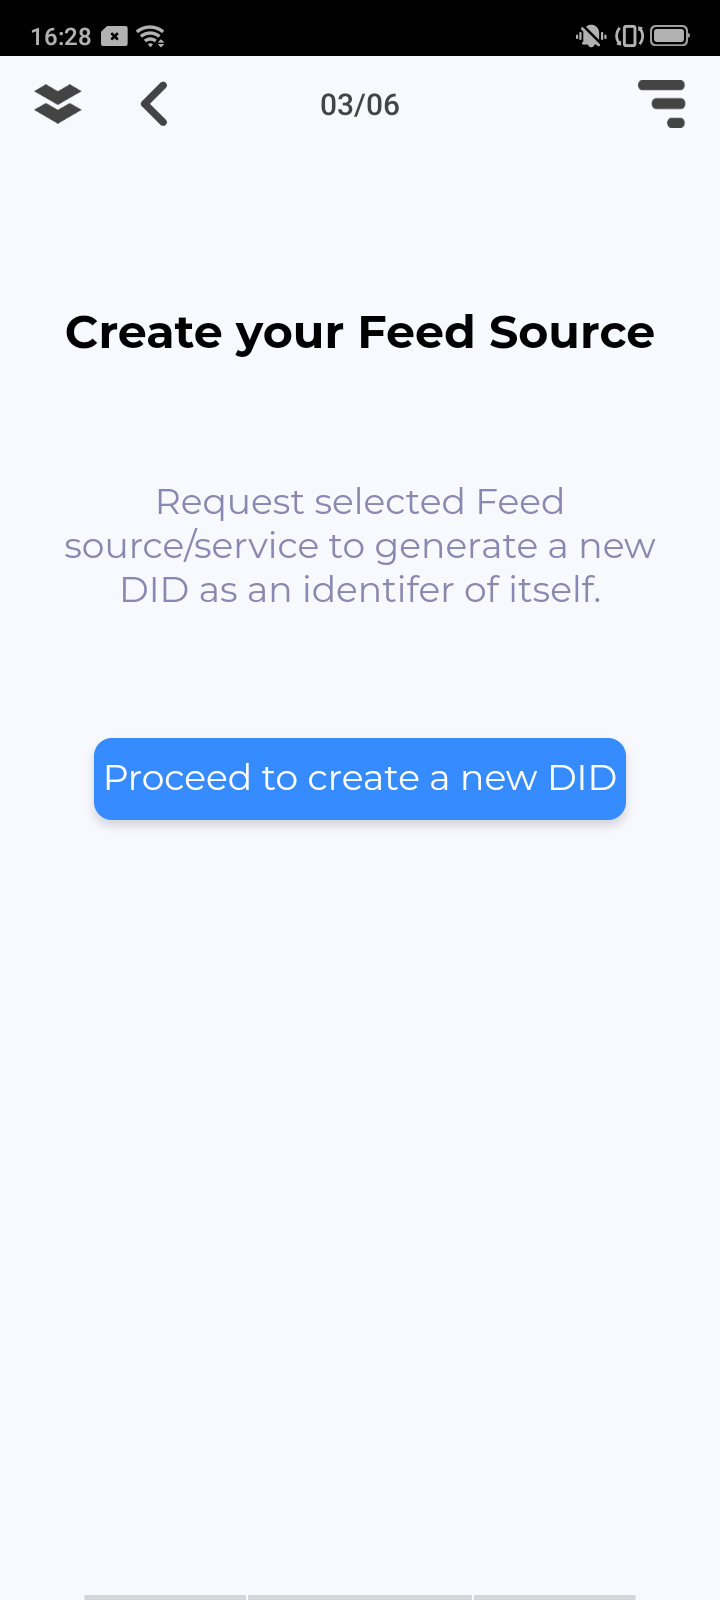 16:28
03/06
Create your Feed Source
Request selected Feed
source/service to generate a new
DID as an identifer of itself.
Proceed to create a new DID